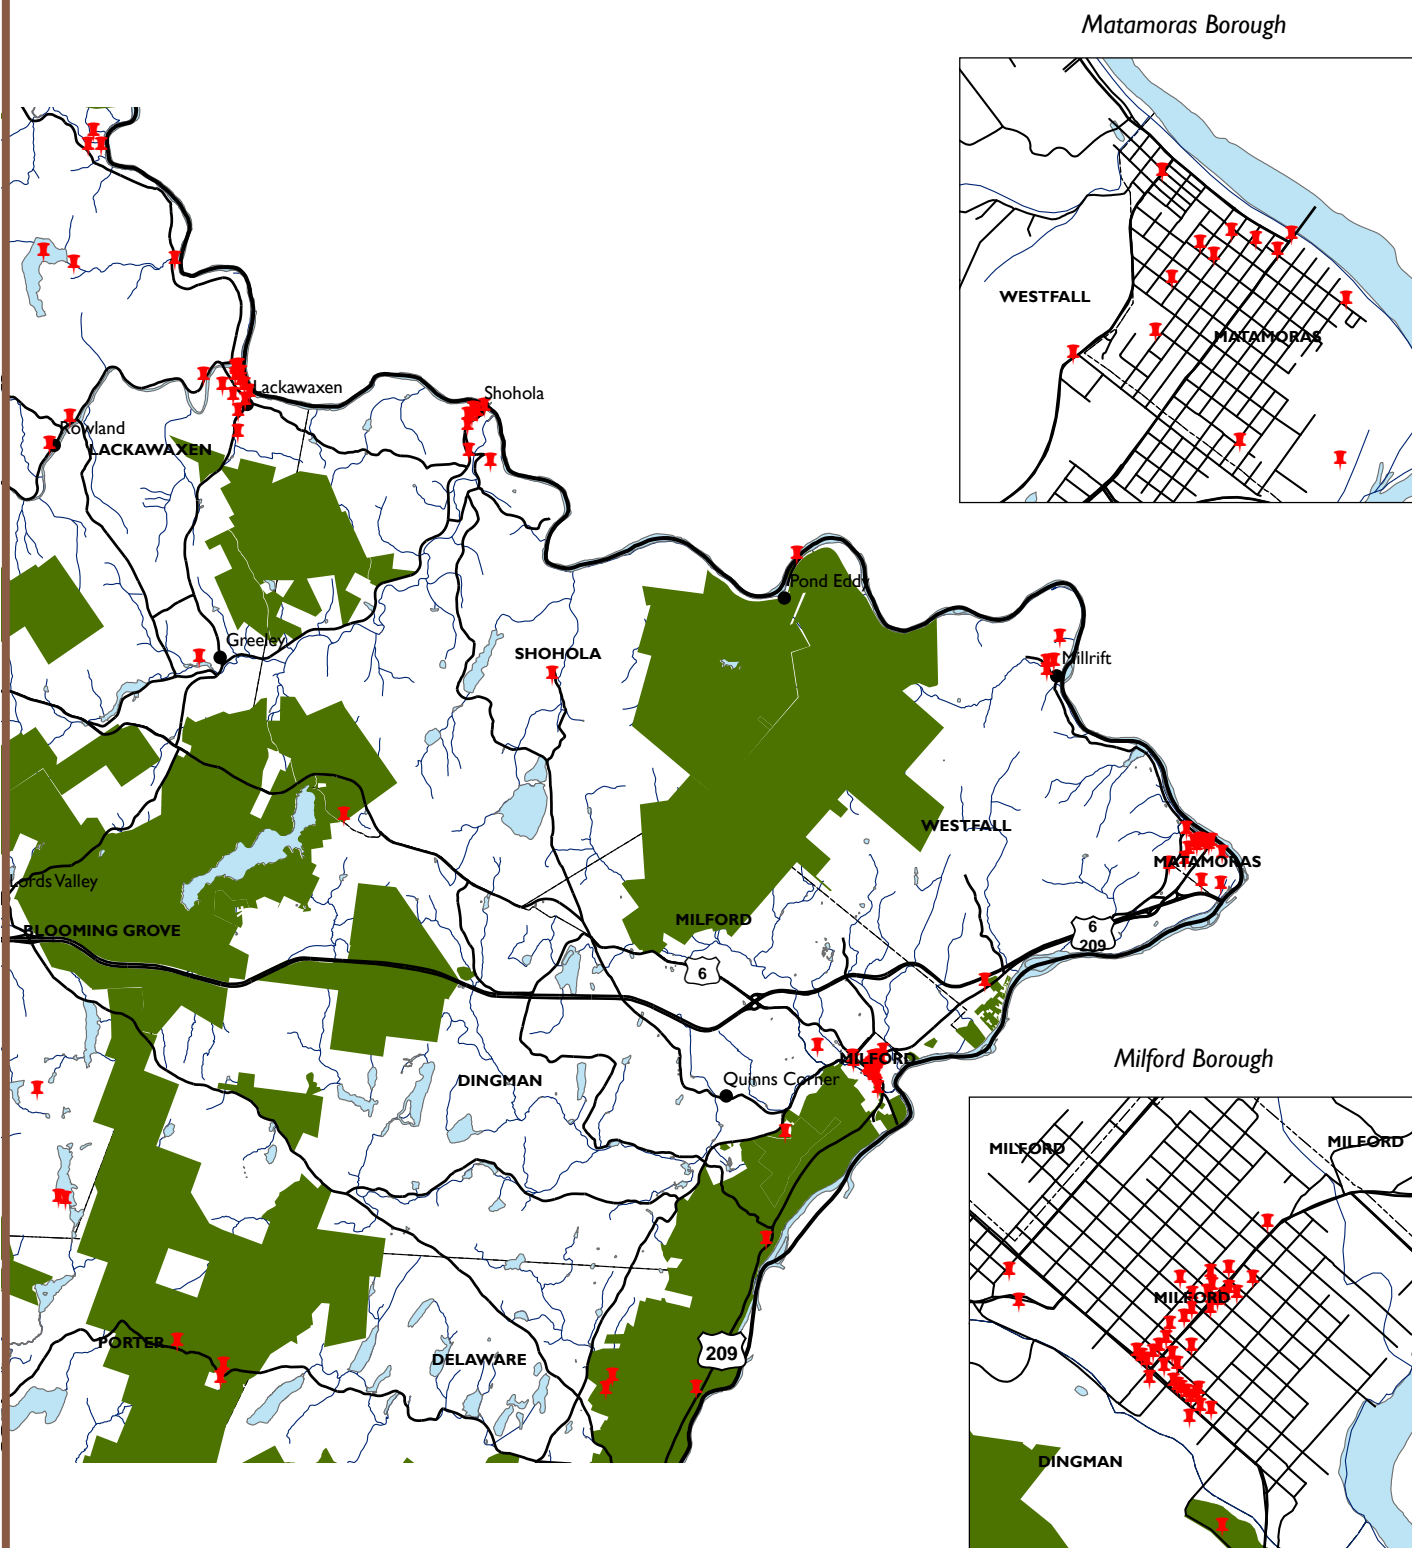 Matamoras Borough
WESTFALL
MATAMORAS
Lackawaxen
Shohola
Rowland
LACKAWAXEN
Pond Eddy
Greeley
SHOHOLA
Millrift
WESTFALL
MATAMORAS
Lords Valley
BLOOMING GROVE
MILFORD
6
209
6
MILFORD
Quinns Corner
DINGMAN
Milford Borough
MILFORD
MILFORD
MILFORD
PORTER
DELAWARE
209
DINGMAN